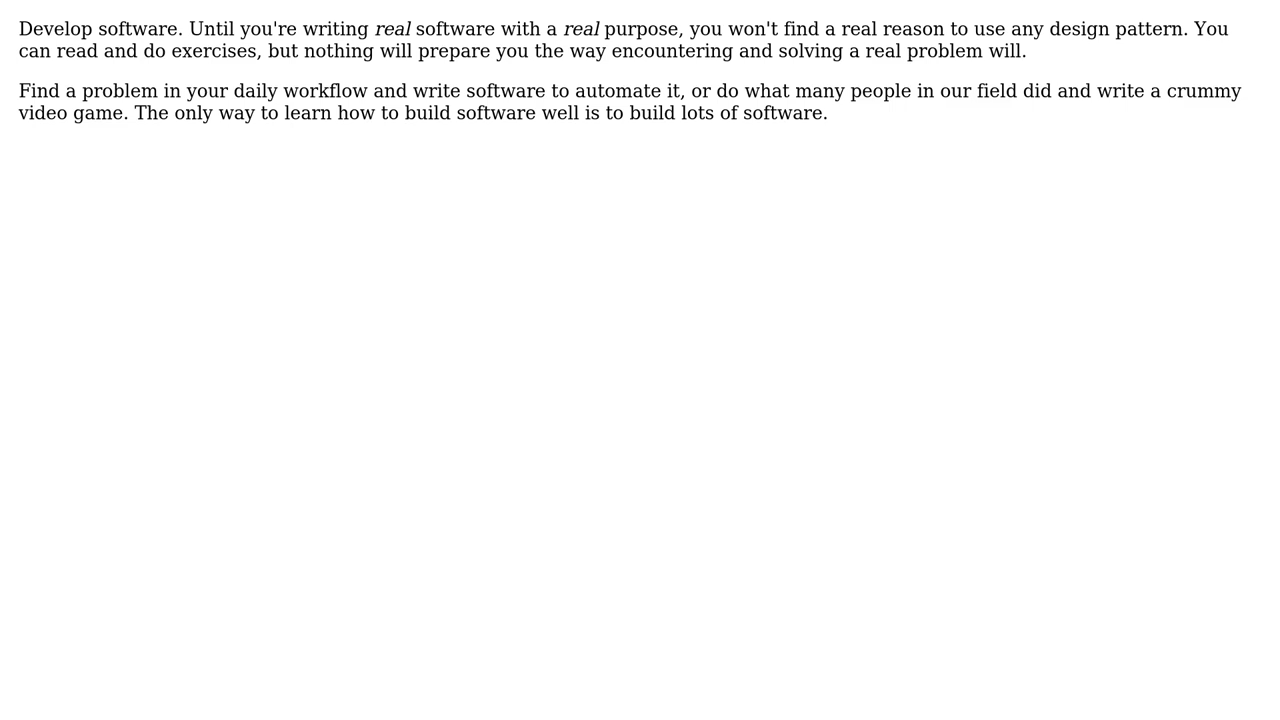 Develop software. Until you're writing real software with a real purpose, you won't find a real reason to use any design pattern. You
can read and do exercises, but nothing will prepare you the way encountering and solving a real problem will.
Find a problem in your daily workflow and write software to automate it, or do what many people in our field did and write a crummy
video game. The only way to learn how to build software well is to build lots of software.